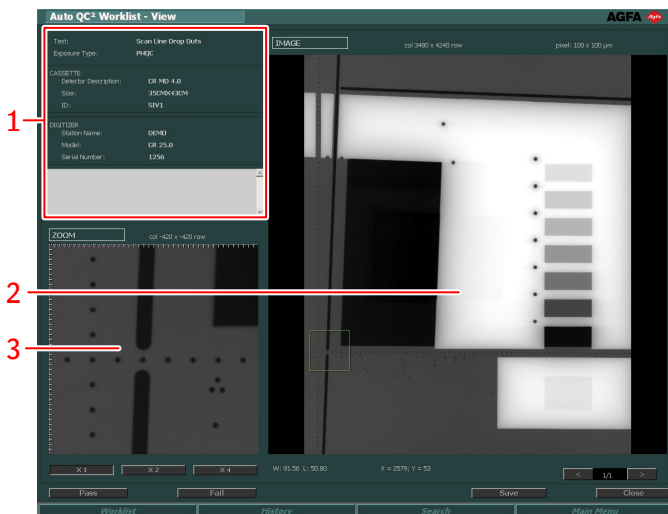 Auto QC² Worklist - View
AGFA
Agfa
Test: Scan Line Drop Outs
Exposure Type: PHQC
CASSETTE
Detector Description: CR MD 4.0
Size: 35CMX43CM
ID: SIV1
DIGITIZER
Station Name: DEMO
Model: CR 25.0
Serial Number: 1256
1
IMAGE col 3480 x 4240 row pixel: 100 x 100 µm
ZOOM col -420 x -420 row
2
3
X 1 X 2 X 4
W: 91.56 L: 50.80 X = 2579; Y = 53
< 1/1 >
Pass Fail Save Close
Worklist History Search Main Menu